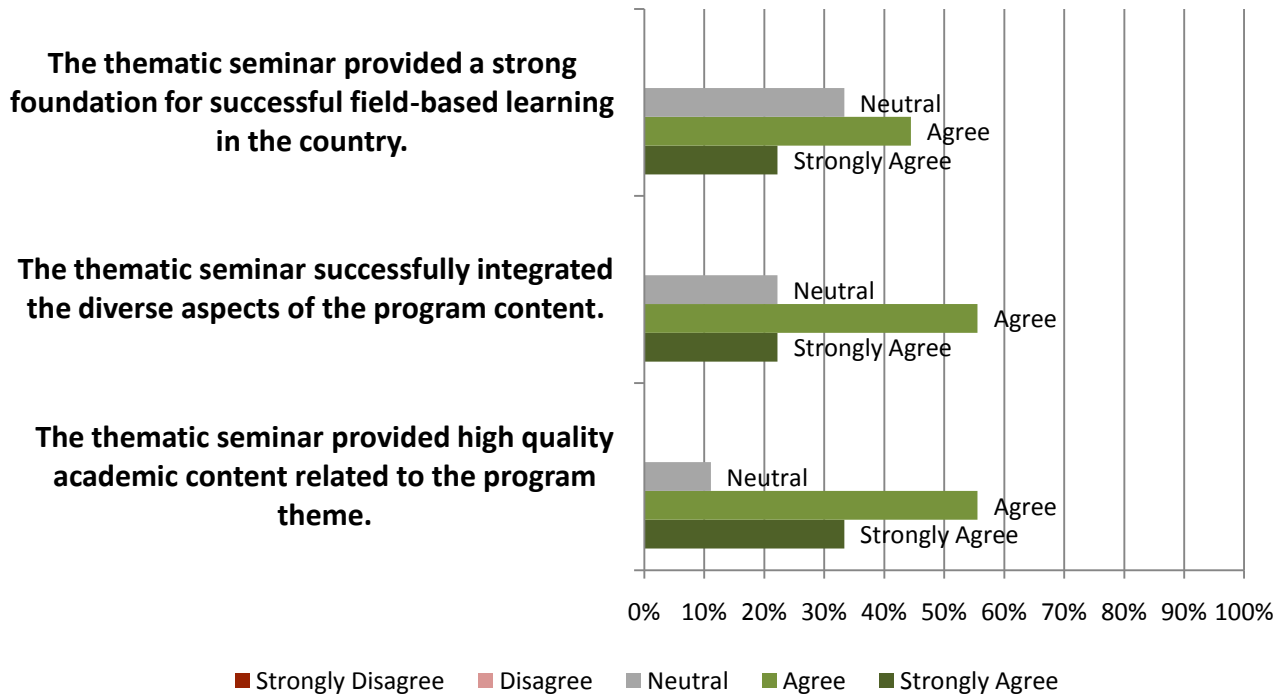 The thematic seminar provided a strong
foundation for successful field-based learning
in the country.
Neutral
Agree
Strongly Agree
The thematic seminar successfully integrated
the diverse aspects of the program content.
Neutral
Agree
Strongly Agree
The thematic seminar provided high quality
academic content related to the program
theme.
Neutral
Agree
Strongly Agree
0% 10% 20% 30% 40% 50% 60% 70% 80% 90% 100%
Strongly Disagree Disagree Neutral Agree Strongly Agree